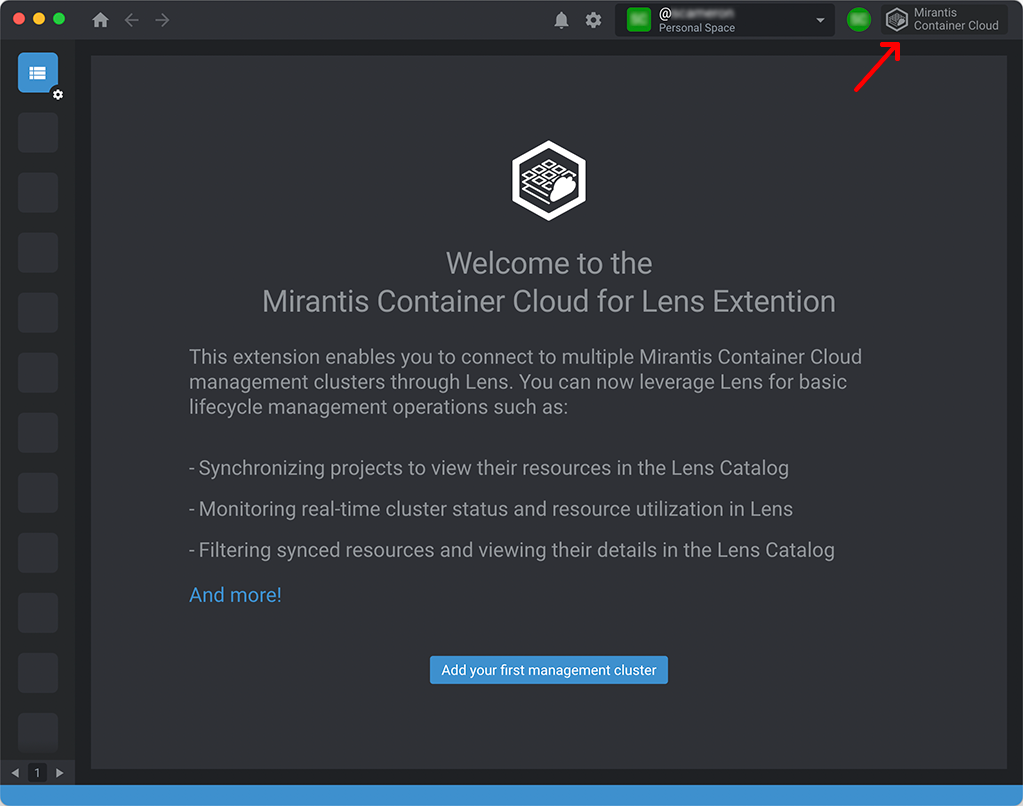 @
Personal Space
SC
Mirantis
Container Cloud
Welcome to the
Mirantis Container Cloud for Lens Extention
This extension enables you to connect to multiple Mirantis Container Cloud
management clusters through Lens. You can now leverage Lens for basic
lifecycle management operations such as:
- Synchronizing projects to view their resources in the Lens Catalog
- Monitoring real-time cluster status and resource utilization in Lens
- Filtering synced resources and viewing their details in the Lens Catalog
And more!
Add your first management cluster
1